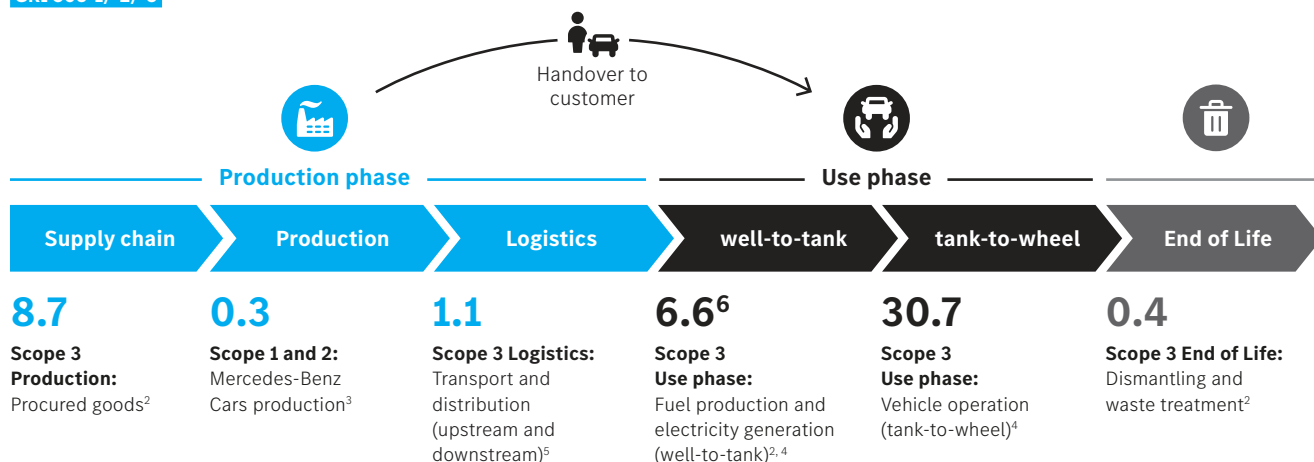 Handover to
customer
Production phase
Use phase
Supply chain
Production
Logistics
well-to-tank
tank-to-wheel
End of Life
8.7
Scope 3
Production:
Procured goods²
0.3
Scope 1 and 2:
Mercedes-Benz
Cars production³
1.1
Scope 3 Logistics:
Transport and
distribution
(upstream and
downstream)⁵
6.6⁶
Scope 3
Use phase:
Fuel production and
electricity generation
(well-to-tank)²,⁴
30.7
Scope 3
Use phase:
Vehicle operation
(tank-to-wheel)⁴
0.4
Scope 3 End of Life:
Dismantling and
waste treatment²